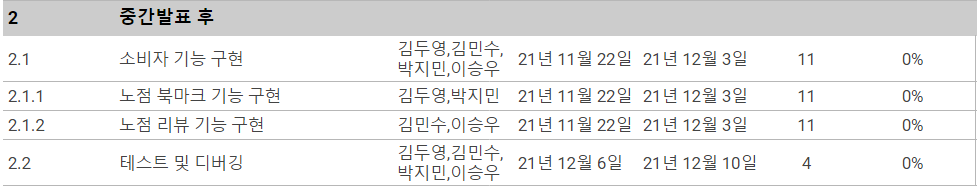 2 중간발표 후
2.1 소비자 기능 구현 김두영,김민수, 박지민,이승우 21년 11월 22일 21년 12월 3일 11 0%
2.1.1 노점 북마크 기능 구현 김두영,박지민 21년 11월 22일 21년 12월 3일 11 0%
2.1.2 노점 리뷰 기능 구현 김민수,이승우 21년 11월 22일 21년 12월 3일 11 0%
2.2 테스트 및 디버깅 김두영,김민수, 박지민,이승우 21년 12월 6일 21년 12월 10일 4 0%